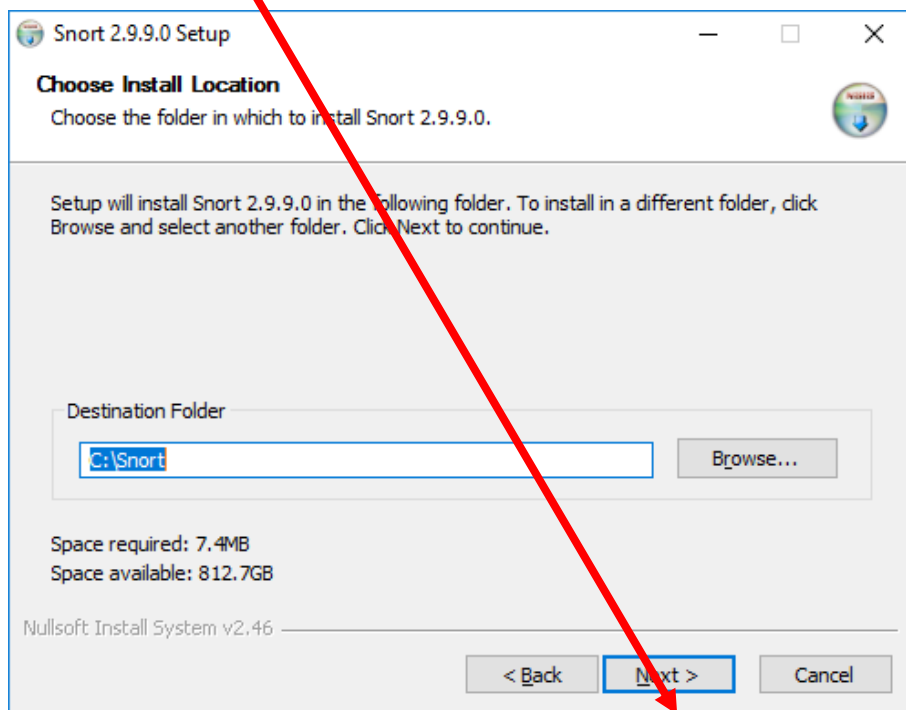 Snort 2.9.9.0 Setup
Choose Install Location
Choose the folder in which to install Snort 2.9.9.0.
Setup will install Snort 2.9.9.0 in the following folder. To install in a different folder, click
Browse and select another folder. Click Next to continue.
Destination Folder
C:\Snort
Browse...
Space required: 7.4MB
Space available: 812.7GB
Nullsoft Install System v2.46
< Back
Next >
Cancel